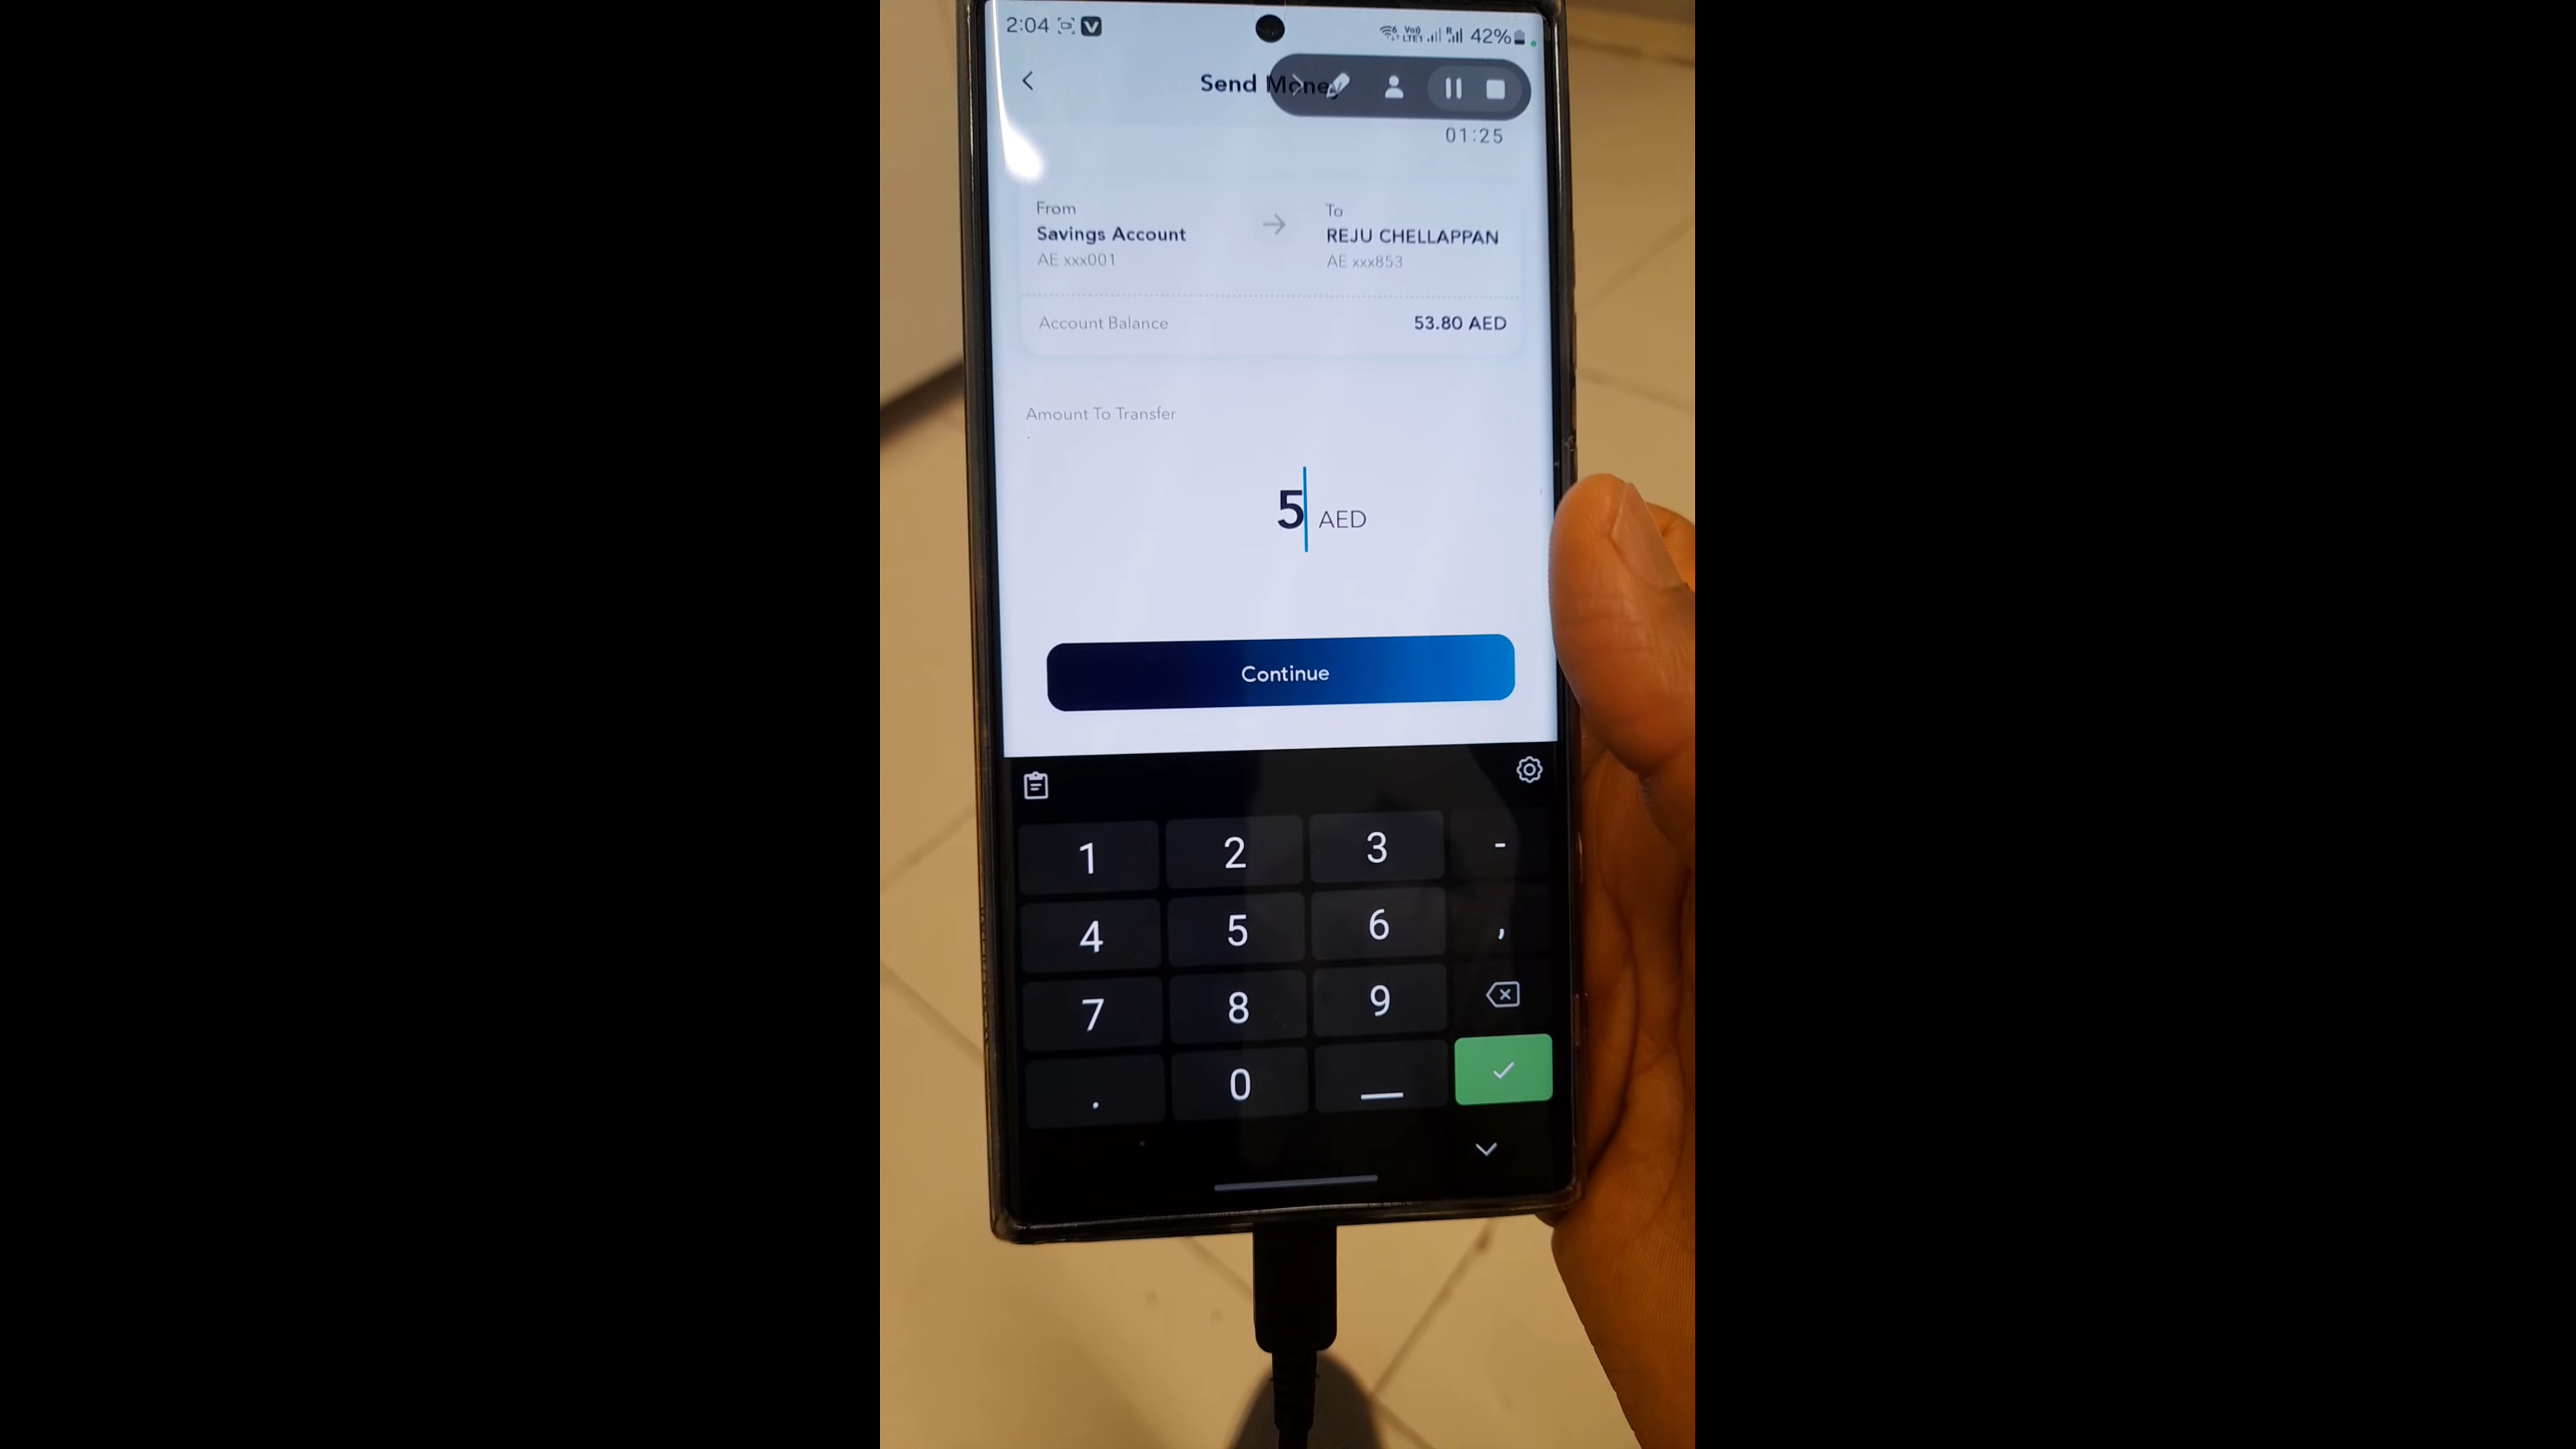 2:04
VoD LTE1 R 42%
Send Money
01:25
From
Savings Account
AE xxx001
To
REJU CHELLAPPAN
AE xxx853
Account Balance 53.80 AED
Amount To Transfer
5 AED
Continue
1 2 3 -
4 5 6 ,
7 8 9
. 0